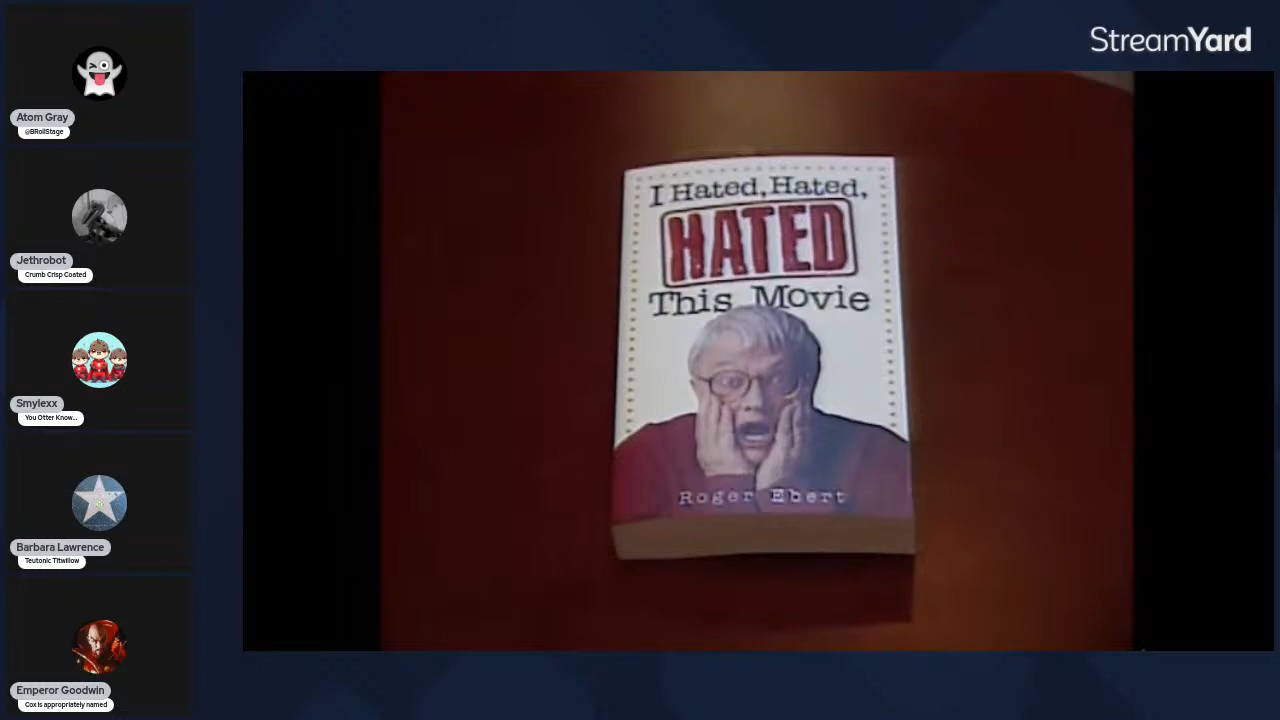 StreamYard
Atom Gray
@BRollStage
Jethrobot
Crumb Crisp Coated
Smylexx
You Otter Know...
Barbara Lawrence
Teutonic Titwillow
Emperor Goodwin
Cox is appropriately named
I Hated, Hated,
HATED
This Movie
Roger Ebert